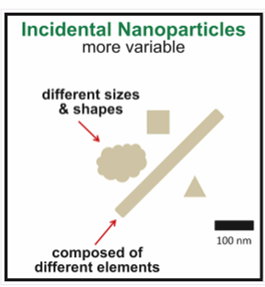 Incidental Nanoparticles
more variable
different sizes
& shapes
100 nm
composed of
different elements